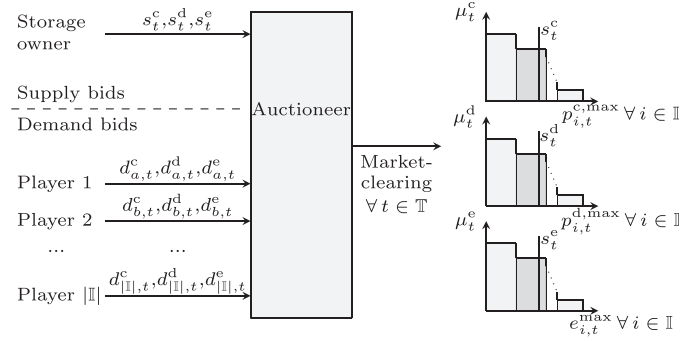 Storage owner
s_t^c, s_t^d, s_t^e
Supply bids
Demand bids
Player 1
d_{a,t}^c, d_{a,t}^d, d_{a,t}^e
Player 2
d_{b,t}^c, d_{b,t}^d, d_{b,t}^e
... ...
Player |𝕀|
d_{|𝕀|,t}^c, d_{|𝕀|,t}^d, d_{|𝕀|,t}^e
Auctioneer
Market-
clearing
∀ t ∈ 𝕋
μ_t^c
s_t^c
p_{i,t}^{c,max} ∀ i ∈ 𝕀
μ_t^d
s_t^d
p_{i,t}^{d,max} ∀ i ∈ 𝕀
μ_t^e
s_t^e
e_{i,t}^{max} ∀ i ∈ 𝕀